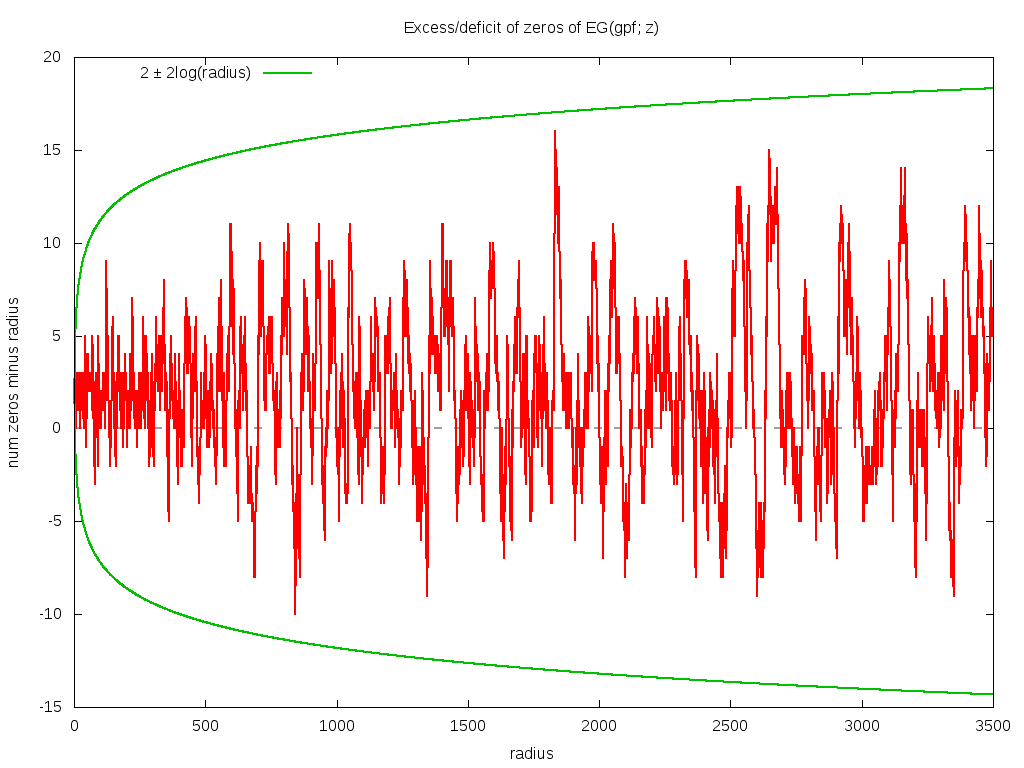 Excess/deficit of zeros of EG(gpf; z)
2 ± 2log(radius)
num zeros minus radius
20
15
10
5
0
-5
-10
-15
0 500 1000 1500 2000 2500 3000 3500
radius